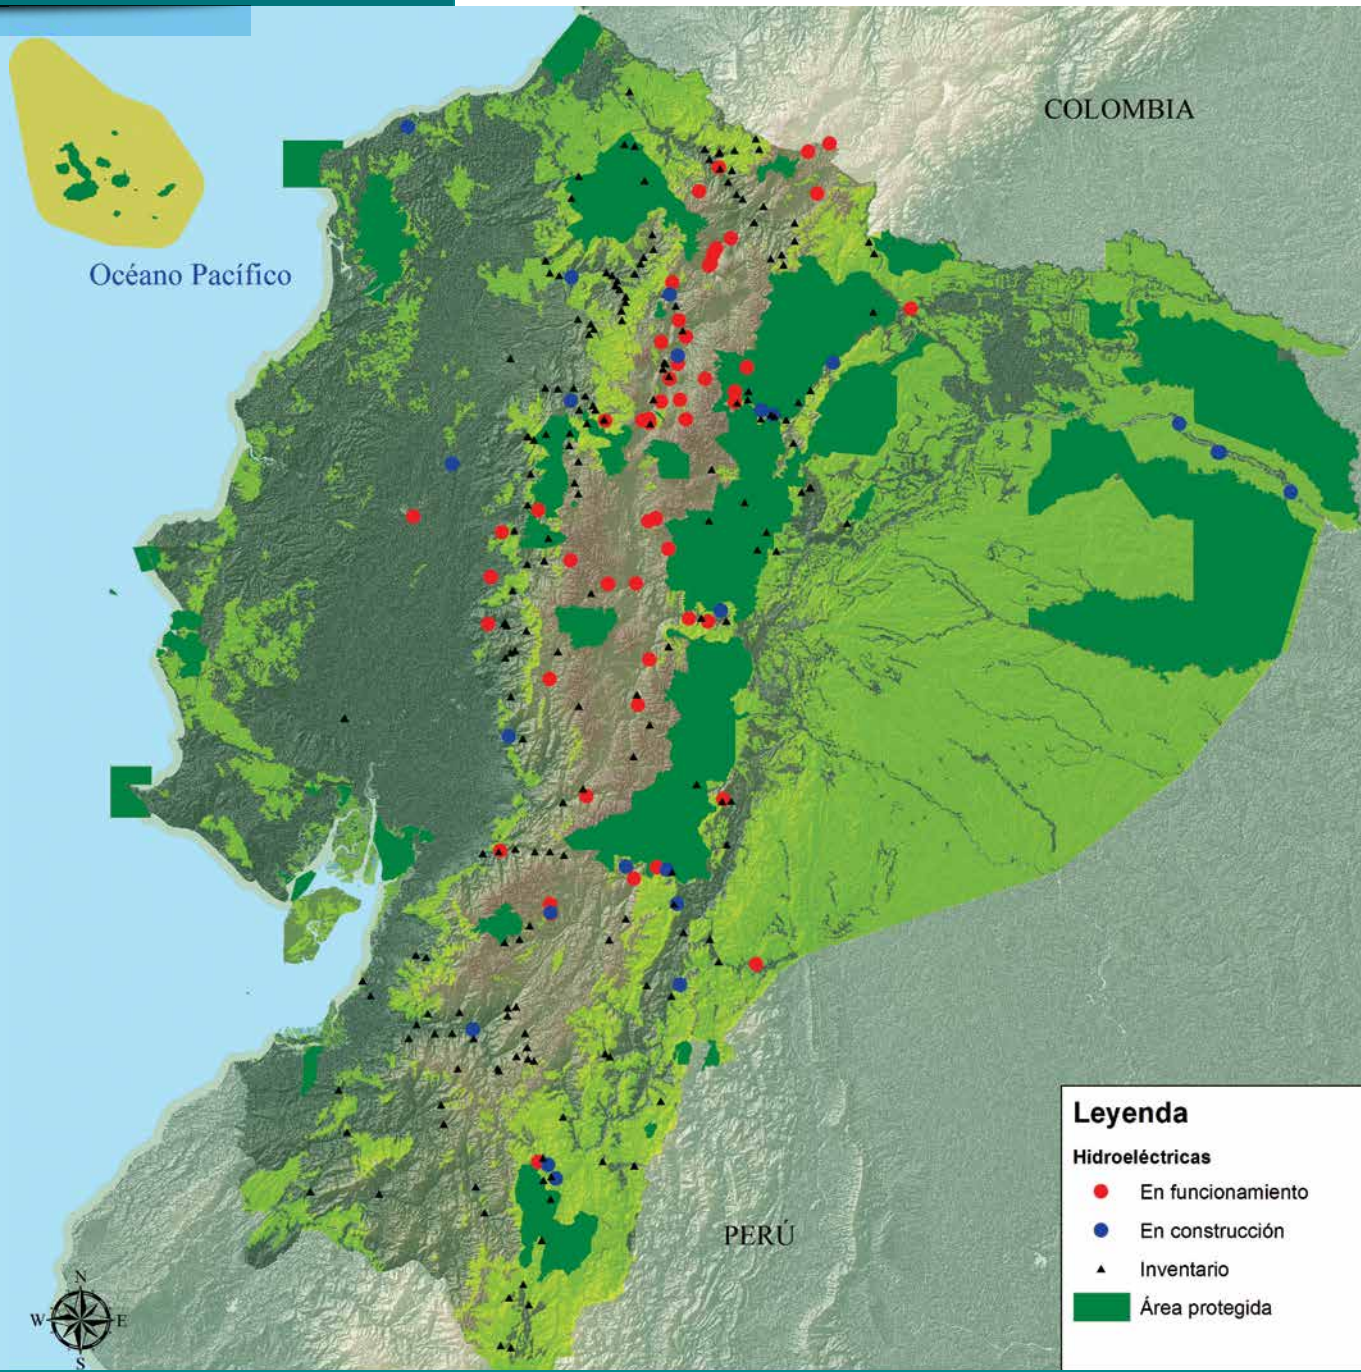 COLOMBIA
Océano Pacífico
PERÚ
Leyenda
Hidroeléctricas
En funcionamiento
En construcción
Inventario
Área protegida
N
W E
S